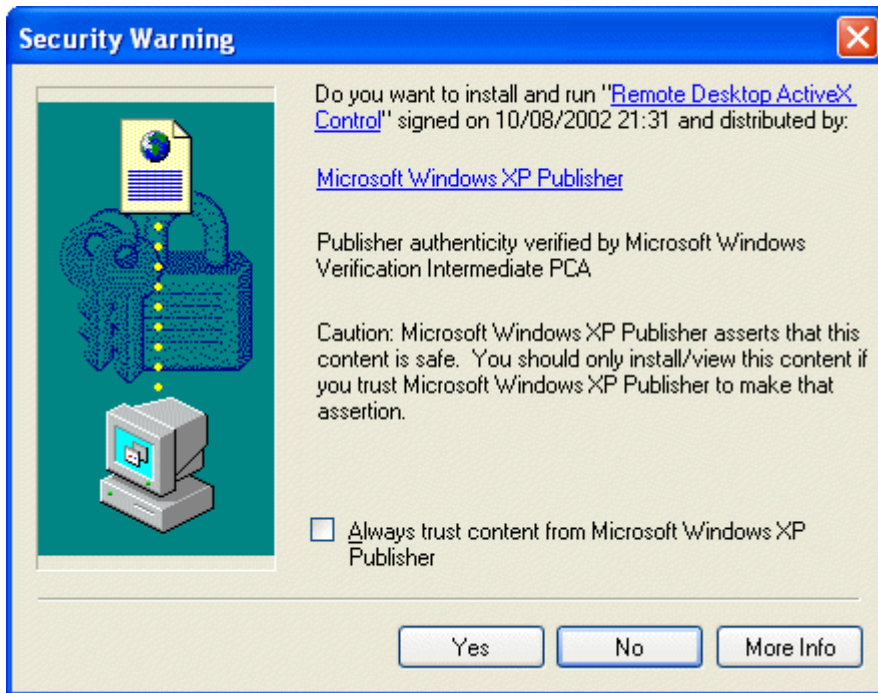 Security Warning
Do you want to install and run "Remote Desktop ActiveX
Control" signed on 10/08/2002 21:31 and distributed by:
Microsoft Windows XP Publisher
Publisher authenticity verified by Microsoft Windows
Verification Intermediate PCA
Caution: Microsoft Windows XP Publisher asserts that this
content is safe.  You should only install/view this content if
you trust Microsoft Windows XP Publisher to make that
assertion.
Always trust content from Microsoft Windows XP
Publisher
Yes No More Info